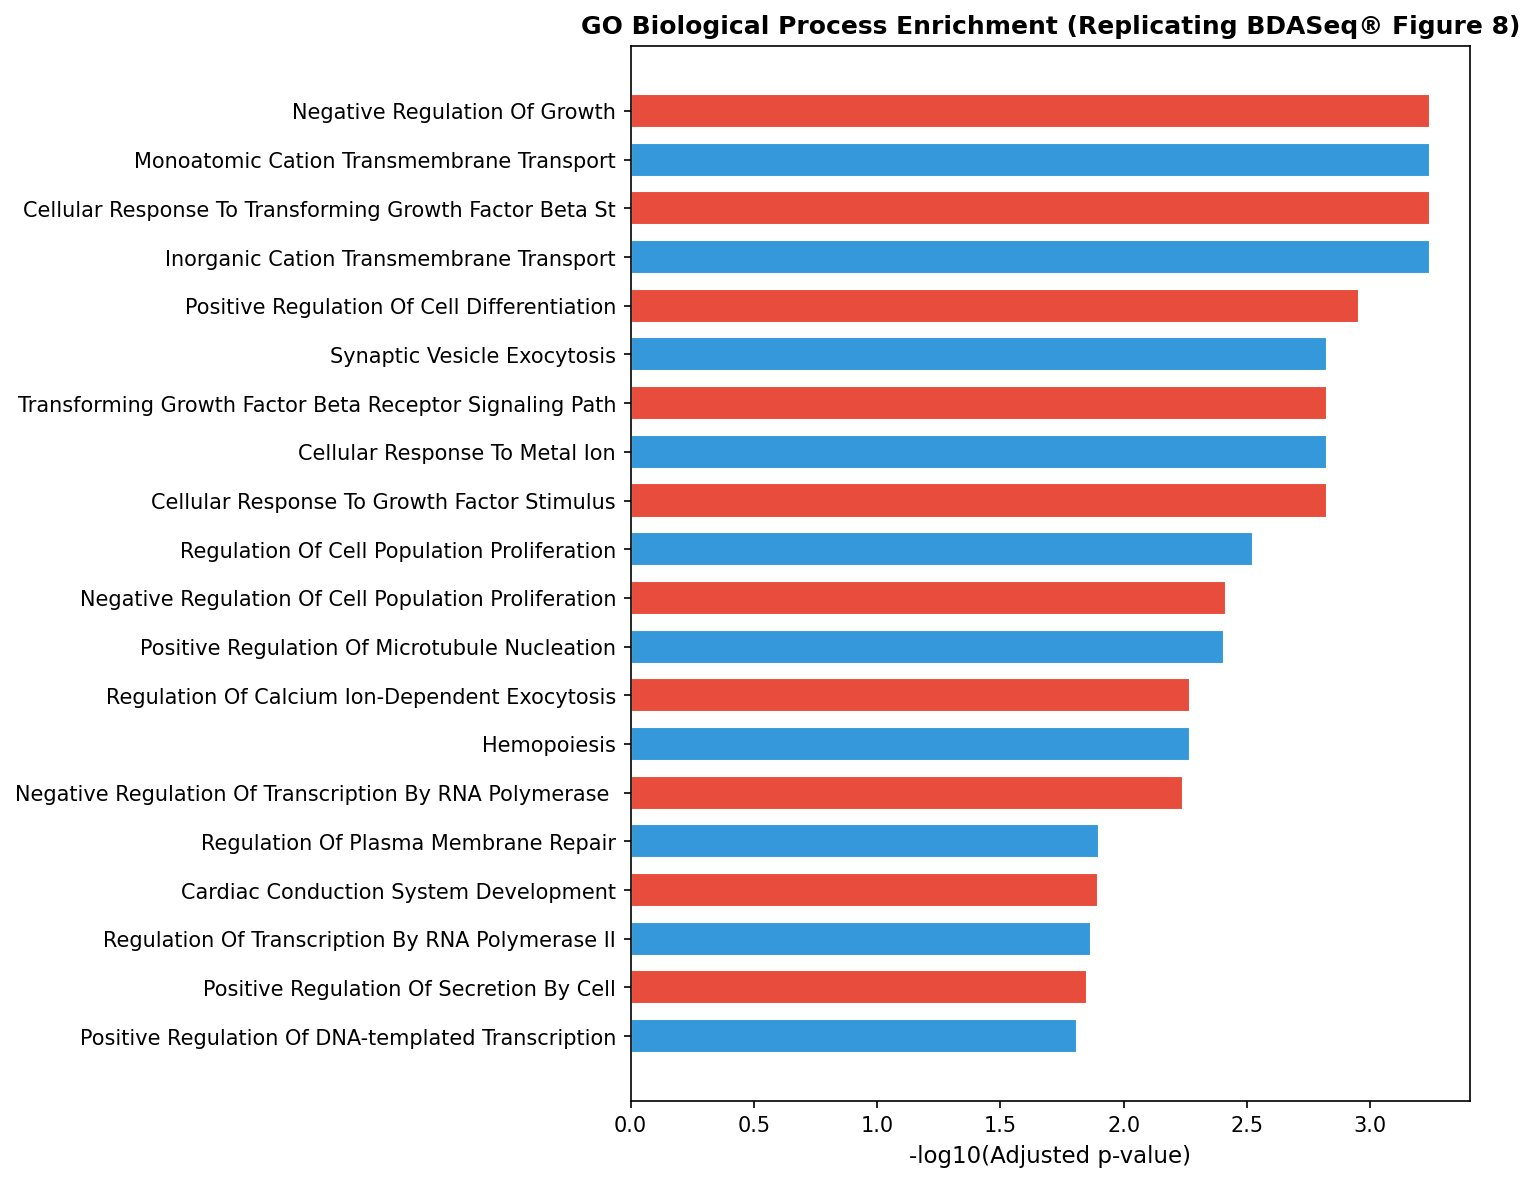 GO Biological Process Enrichment (Replicating BDASeq® Figure 8)
Negative Regulation Of Growth
Monoatomic Cation Transmembrane Transport
Cellular Response To Transforming Growth Factor Beta St
Inorganic Cation Transmembrane Transport
Positive Regulation Of Cell Differentiation
Synaptic Vesicle Exocytosis
Transforming Growth Factor Beta Receptor Signaling Path
Cellular Response To Metal Ion
Cellular Response To Growth Factor Stimulus
Regulation Of Cell Population Proliferation
Negative Regulation Of Cell Population Proliferation
Positive Regulation Of Microtubule Nucleation
Regulation Of Calcium Ion-Dependent Exocytosis
Hemopoiesis
Negative Regulation Of Transcription By RNA Polymerase
Regulation Of Plasma Membrane Repair
Cardiac Conduction System Development
Regulation Of Transcription By RNA Polymerase II
Positive Regulation Of Secretion By Cell
Positive Regulation Of DNA-templated Transcription
0.0 0.5 1.0 1.5 2.0 2.5 3.0
-log10(Adjusted p-value)